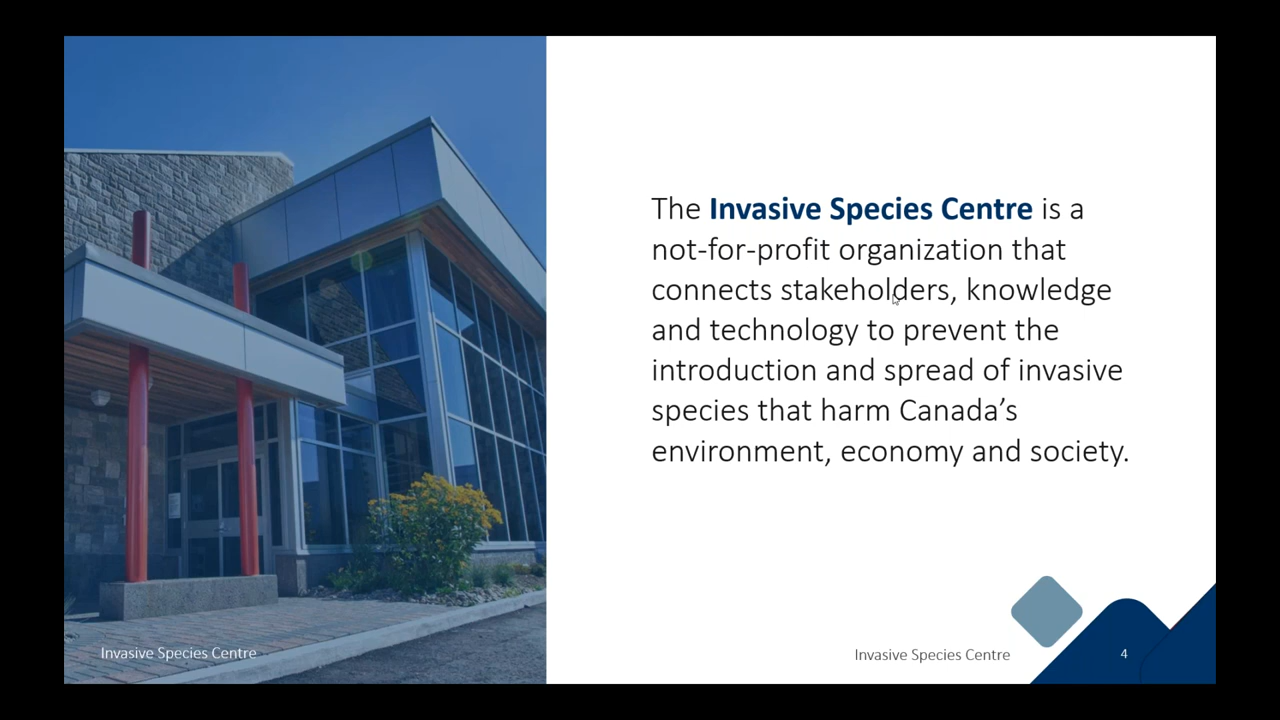 The Invasive Species Centre is a
not-for-profit organization that
connects stakeholders, knowledge
and technology to prevent the
introduction and spread of invasive
species that harm Canada’s
environment, economy and society.
Invasive Species Centre
Invasive Species Centre
4